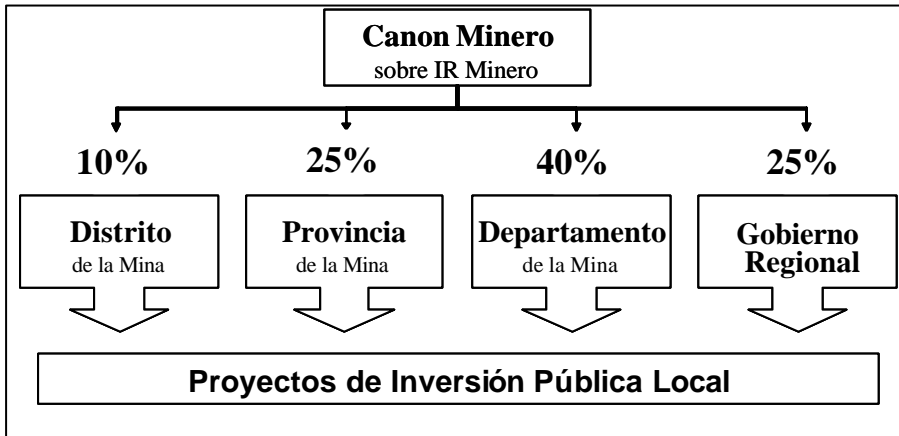 Canon Minero
sobre IR Minero
10%
25%
40%
25%
Distrito
de la Mina
Provincia
de la Mina
Departamento
de la Mina
Gobierno
Regional
Proyectos de Inversión Pública Local